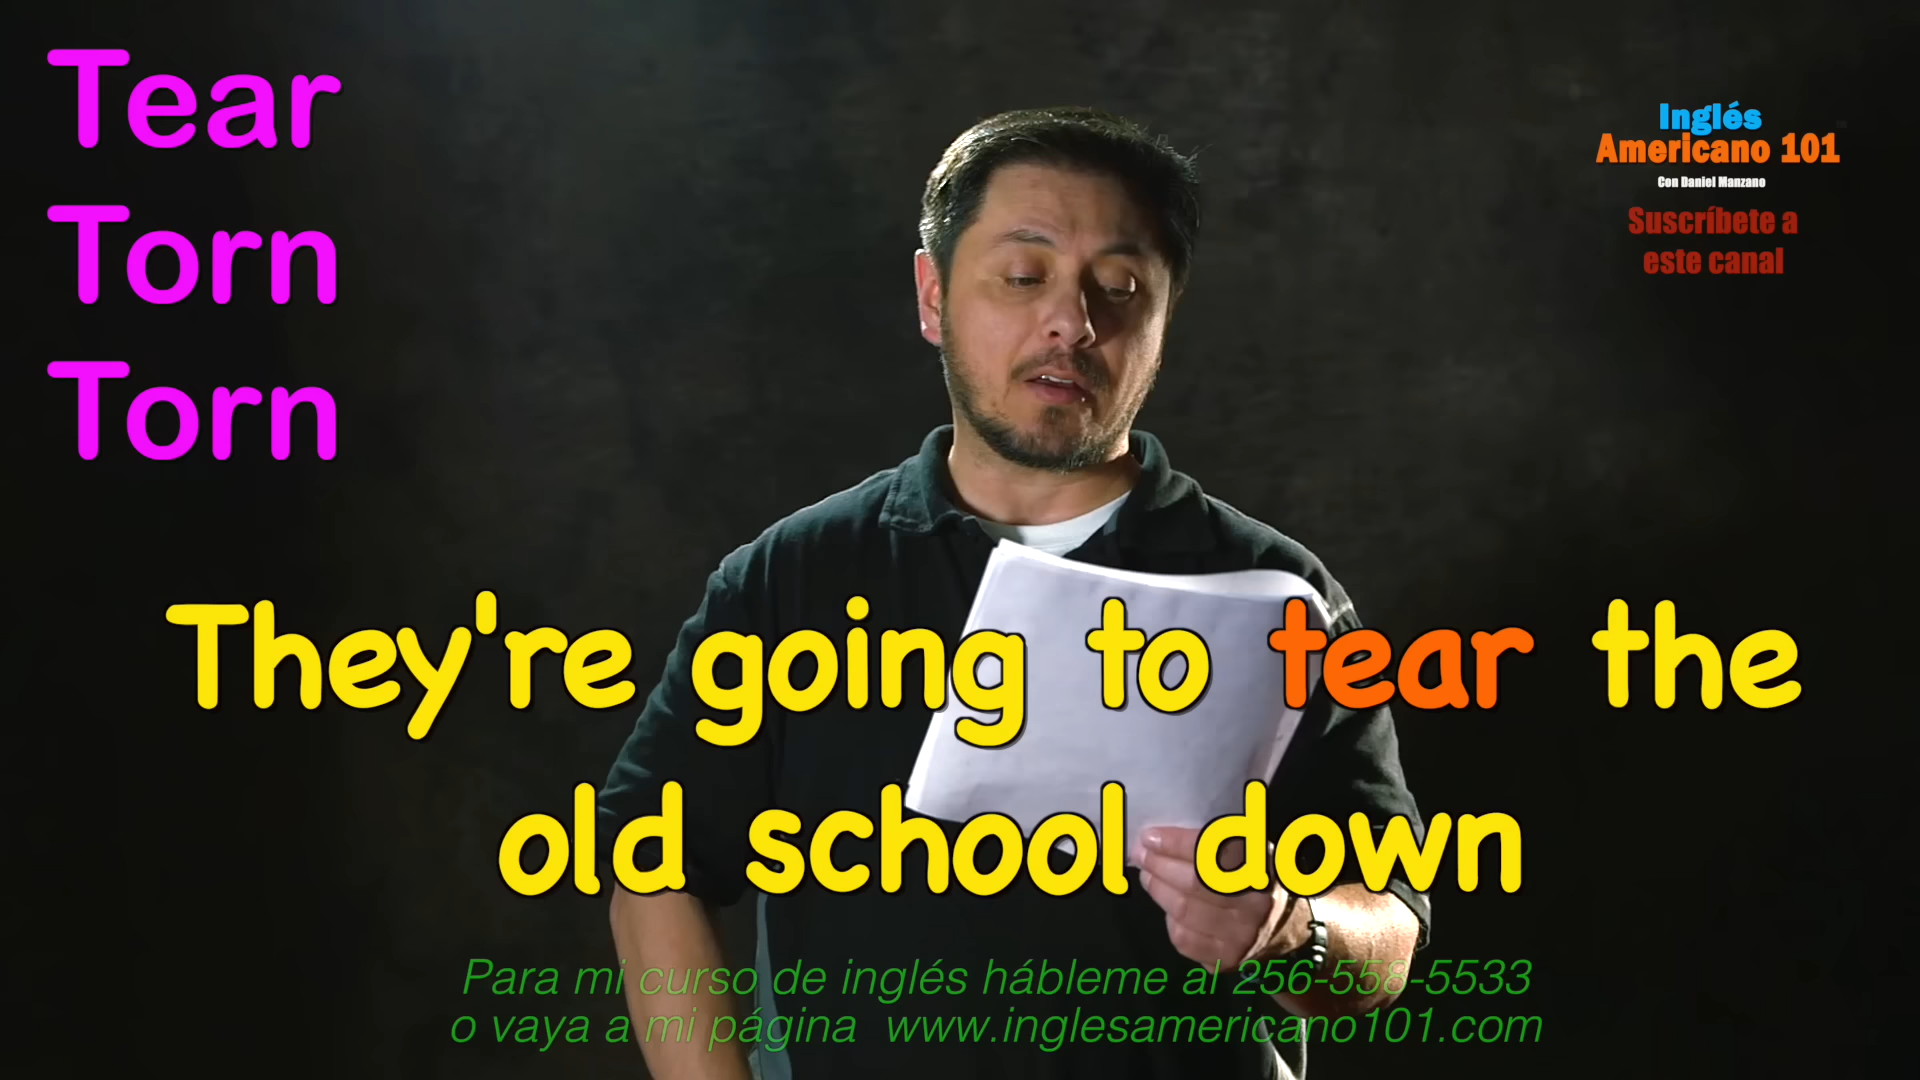 Tear
Torn
Torn
Inglés
Americano 101
Con Daniel Manzano
Suscríbete a
este canal
They're going to tear the
old school down
Para mi curso de inglés hábleme al 256-558-5533
o vaya a mi página www.inglesamericano101.com